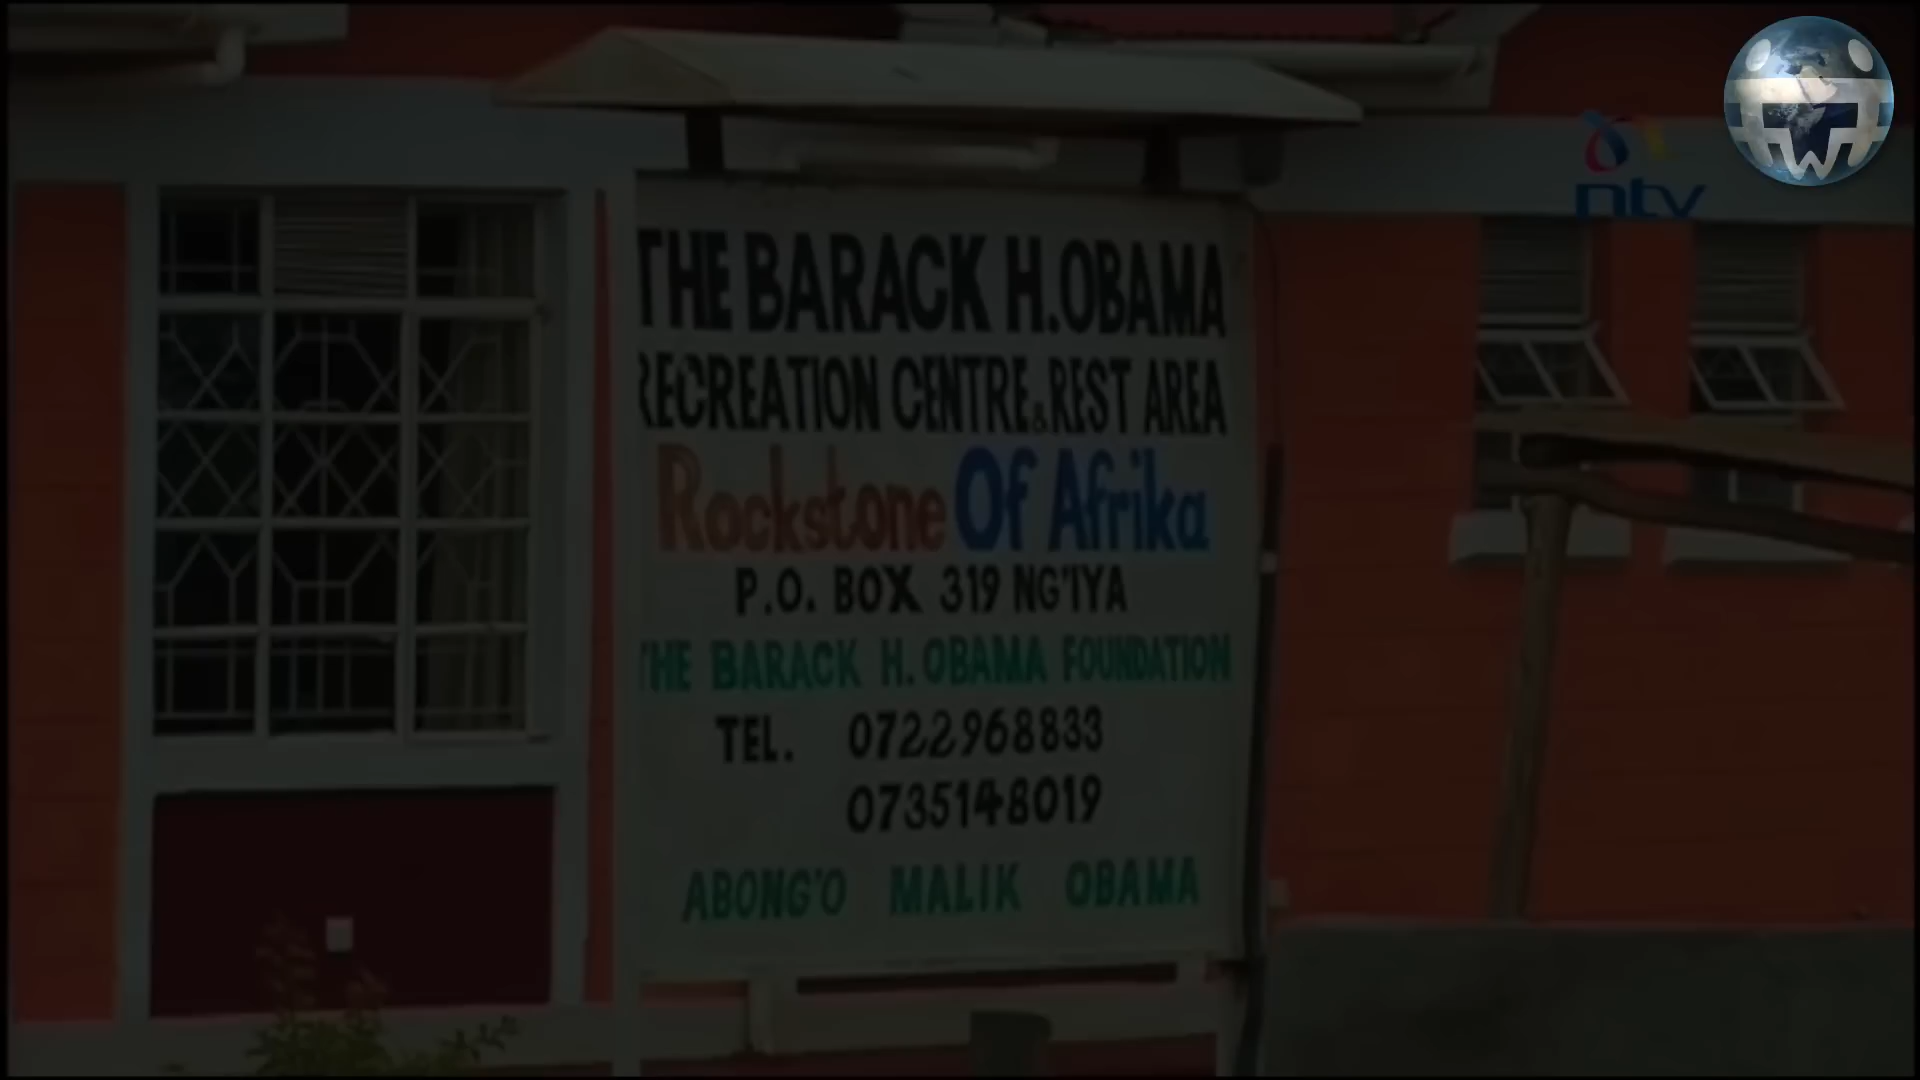 THE BARACK H. OBAMA
RECREATION CENTRE & REST AREA
Rockstone Of Afrika
P.O. BOX 319 NG'IYA
THE BARACK H. OBAMA FOUNDATION
TEL. 0722968833
0735148019
ABONG'O MALIK OBAMA
ntv
W